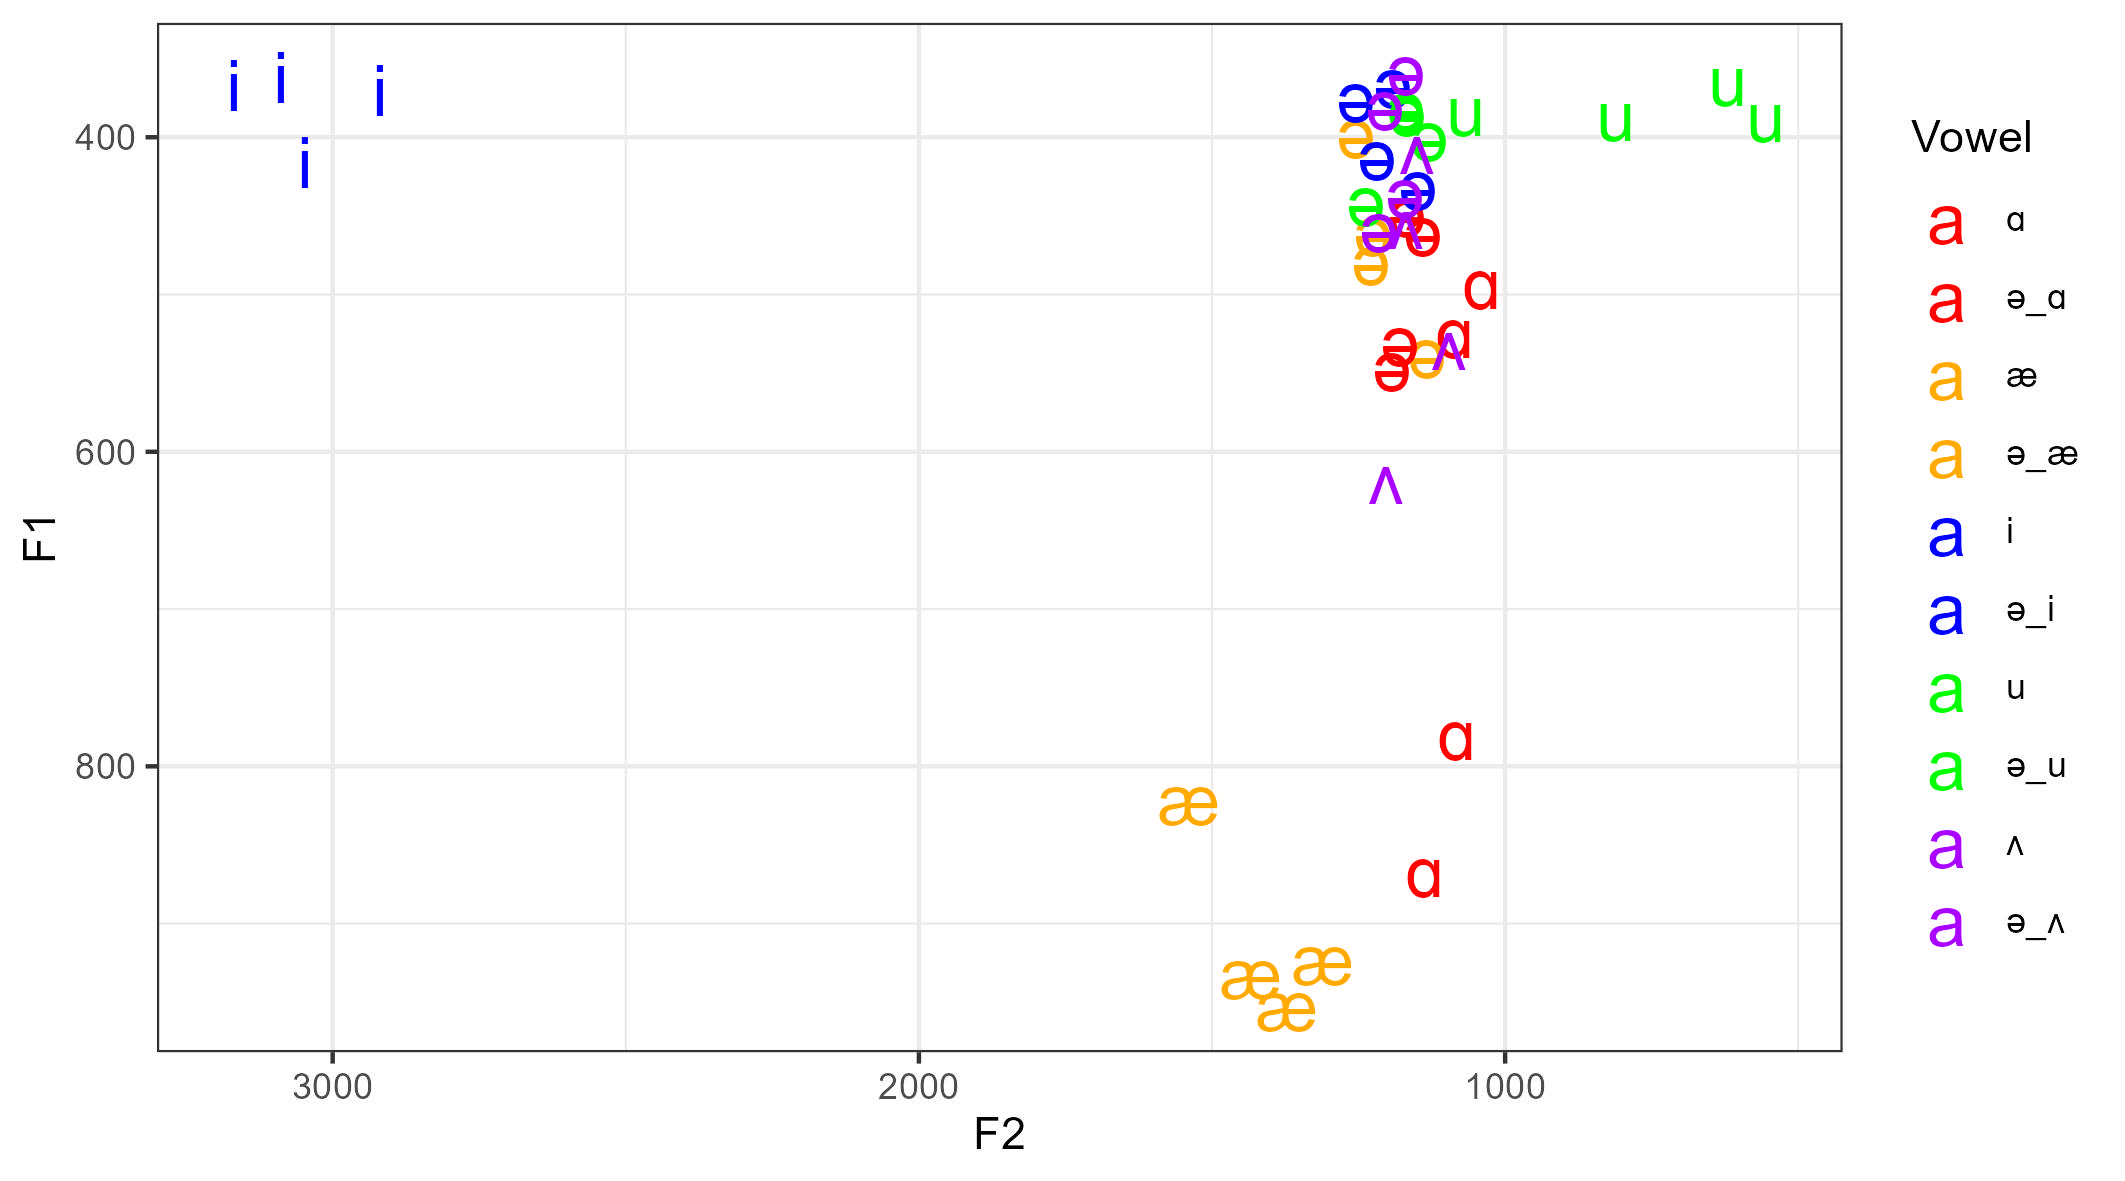 i i i ə ə ə ə ə u u u u
400
i ə ə ʌ ə ə
ə ə ə
ə ə ʌ ə
ə
ɑ
ə ɑ ʌ
ə ə
600
ʌ
ɑ
800
æ
ɑ
æ æ
æ
F1
3000 2000 1000
F2
Vowel
a ɑ
a ə_ɑ
a æ
a ə_æ
a i
a ə_i
a u
a ə_u
a ʌ
a ə_ʌ